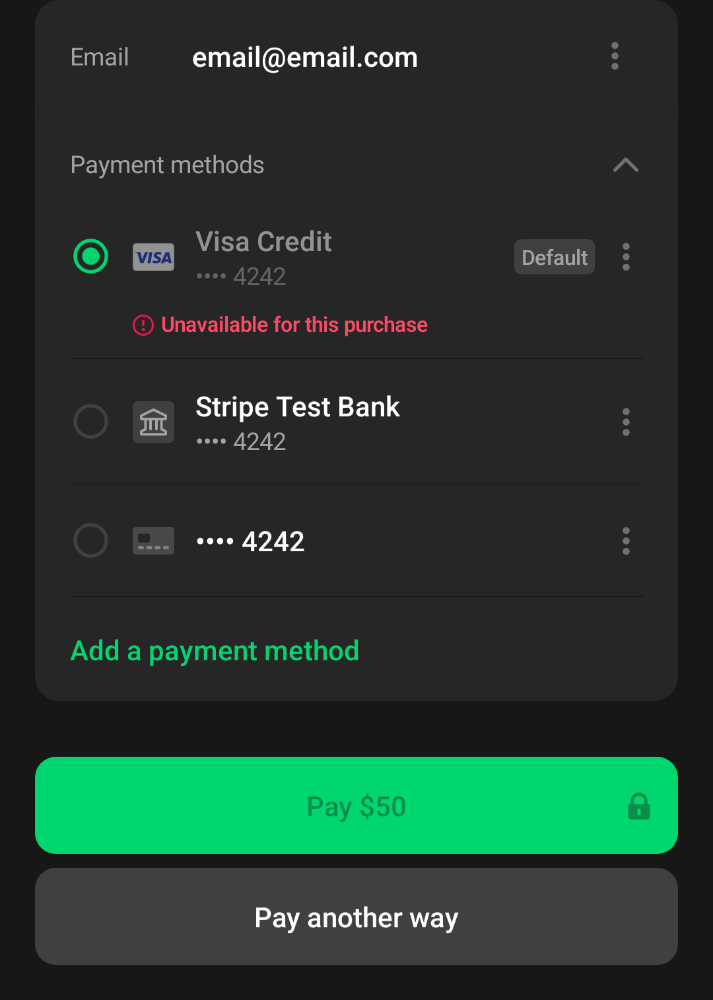 Email email@email.com
Payment methods
VISA Visa Credit Default
•••• 4242
Unavailable for this purchase
Stripe Test Bank
•••• 4242
•••• 4242
Add a payment method
Pay $50
Pay another way